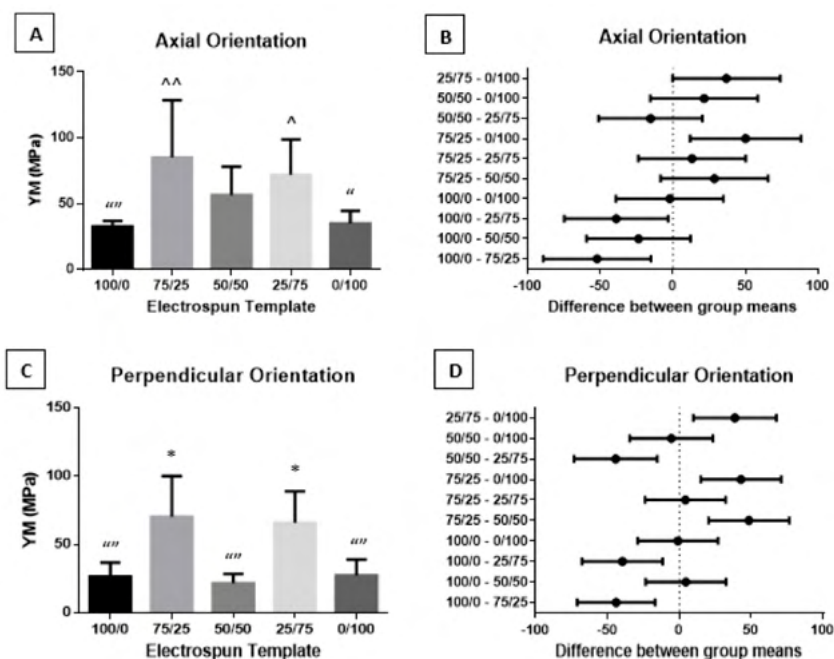 A
Axial Orientation
YM (MPa)
150
100
50
0
“”
^^
^
“
100/0 75/25 50/50 25/75 0/100
Electrospun Template
B
Axial Orientation
25/75 - 0/100
50/50 - 0/100
50/50 - 25/75
75/25 - 0/100
75/25 - 25/75
75/25 - 50/50
100/0 - 0/100
100/0 - 25/75
100/0 - 50/50
100/0 - 75/25
-100 -50 0 50 100
Difference between group means
C
Perpendicular Orientation
YM (MPa)
150
100
50
0
“”
*
“”
*
“”
100/0 75/25 50/50 25/75 0/100
Electrospun Template
D
Perpendicular Orientation
25/75 - 0/100
50/50 - 0/100
50/50 - 25/75
75/25 - 0/100
75/25 - 25/75
75/25 - 50/50
100/0 - 0/100
100/0 - 25/75
100/0 - 50/50
100/0 - 75/25
-100 -50 0 50 100
Difference between group means